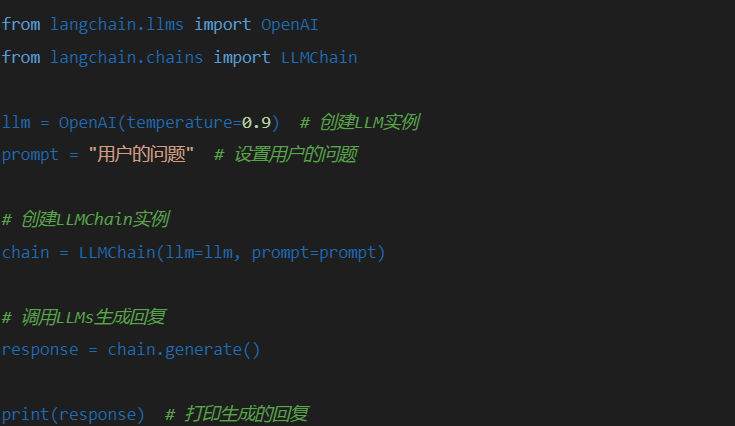 from langchain.llms import OpenAI
from langchain.chains import LLMChain
llm = OpenAI(temperature=0.9)  # 创建LLM实例
prompt = "用户的问题"  # 设置用户的问题
# 创建LLMChain实例
chain = LLMChain(llm=llm, prompt=prompt)
# 调用LLMs生成回复
response = chain.generate()
print(response)  # 打印生成的回复